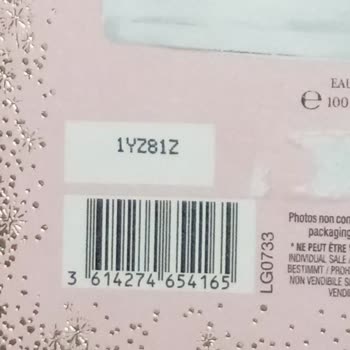 EAU
℮ 100
1YZ81Z
Photos non con
packaging
* NE PEUT ÊTRE
INDIVIDUAL SALE
BESTIMMT / PROH
NON VENDIBILE
VENDI
LG0733
3 614274 654165